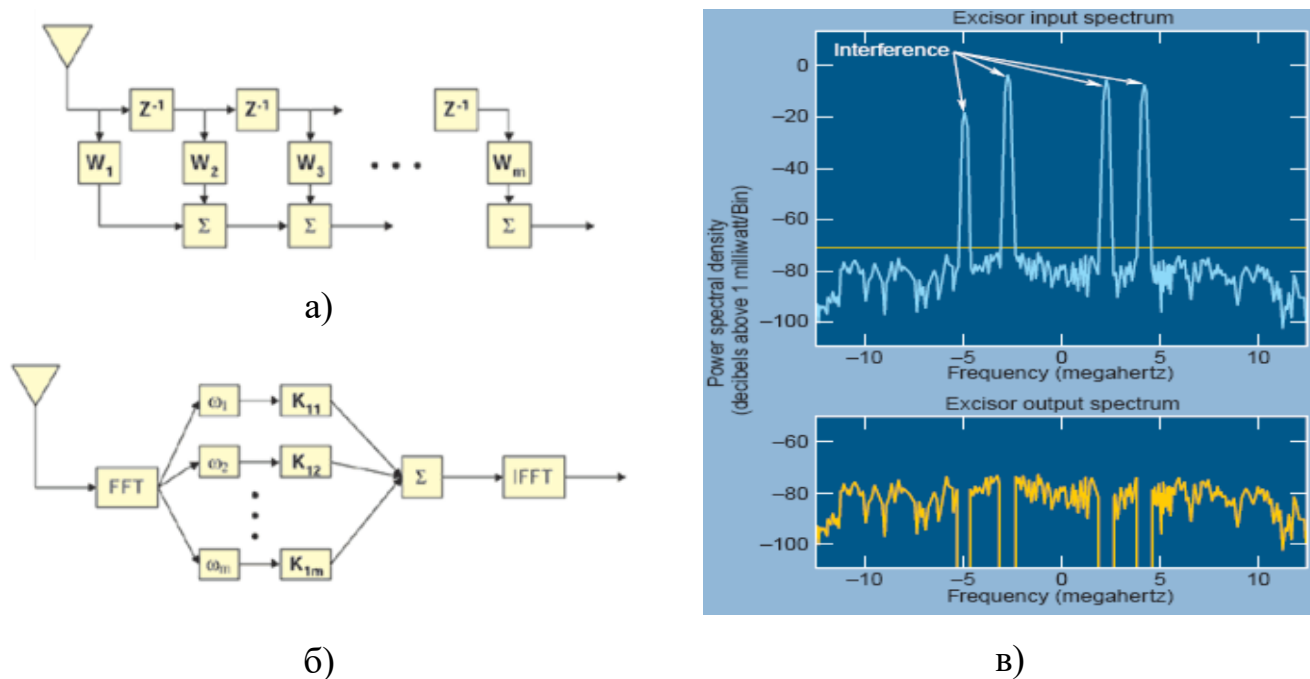 Z⁻¹ Z⁻¹ Z⁻¹
W₁ W₂ W₃ • • • Wₘ
Σ Σ Σ
а)
FFT
ω₁ K₁₁
ω₂ K₁₂
ωₘ K₁ₘ
Σ IFFT
б)
Excisor input spectrum
Interference
0
−20
−40
−60
−80
−100
−10 −5 0 5 10
Frequency (megahertz)
Power spectral density
(decibels above 1 milliwatt/Bin)
Excisor output spectrum
−60
−80
−100
−10 −5 0 5 10
Frequency (megahertz)
в)